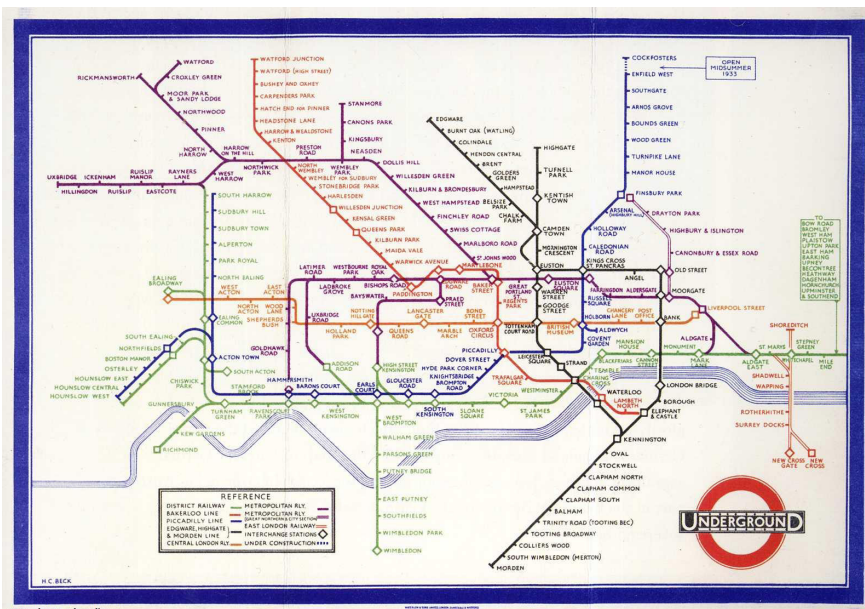 WATFORD
CROXLEY GREEN
RICKMANSWORTH
MOOR PARK
& SANDY LODGE
NORTHWOOD
PINNER
NORTH
HARROW
HARROW
ON THE HILL
NORTHWICK
PARK
PRESTON
ROAD
WEMBLEY
PARK
WATFORD JUNCTION
WATFORD (HIGH STREET)
BUSHEY AND OXHEY
CARPENDERS PARK
HATCH END FOR PINNER
HEADSTONE LANE
HARROW & WEALDSTONE
KENTON
NORTH
WEMBLEY
WEMBLEY FOR SUDBURY
STONEBRIDGE PARK
HARLESDEN
WILLESDEN JUNCTION
KENSAL GREEN
QUEENS PARK
KILBURN PARK
MAIDA VALE
WARWICK AVENUE
PADDINGTON
STANMORE
CANONS PARK
KINGSBURY
NEASDEN
DOLLIS HILL
WILLESDEN GREEN
KILBURN & BRONDESBURY
WEST HAMPSTEAD
FINCHLEY ROAD
SWISS COTTAGE
MARLBORO ROAD
ST. JOHNS WOOD
EDGWARE
BURNT OAK (WATLING)
COLINDALE
HENDON CENTRAL
BRENT
GOLDERS
GREEN
HAMPSTEAD
BELSIZE
PARK
CHALK
FARM
HIGHGATE
TUFNELL
PARK
KENTISH
TOWN
CAMDEN
TOWN
MORNINGTON
CRESCENT
EUSTON
COCKFOSTERS
ENFIELD WEST
SOUTHGATE
ARNOS GROVE
BOUNDS GREEN
WOOD GREEN
TURNPIKE LANE
MANOR HOUSE
FINSBURY PARK
OPEN
MIDSUMMER
1933
ARSENAL
(HIGHBURY HILL)
HOLLOWAY
ROAD
CALEDONIAN
ROAD
KINGS CROSS
ST. PANCRAS
DRAYTON PARK
HIGHBURY & ISLINGTON
CANONBURY & ESSEX ROAD
OLD STREET
ANGEL
MOORGATE
TO
BOW ROAD
BROMLEY
WEST HAM
PLAISTOW
UPTON PARK
EAST HAM
BARKING
UPNEY
BECONTREE
HEATHWAY
DAGENHAM
HORNCHURCH
UPMINSTER
& SOUTHEND
UXBRIDGE
ICKENHAM
RUISLIP
MANOR
RAYNERS
LANE
WEST
HARROW
HILLINGDON
RUISLIP
EASTCOTE
SOUTH HARROW
SUDBURY HILL
SUDBURY TOWN
ALPERTON
PARK ROYAL
NORTH EALING
EALING
BROADWAY
EALING
COMMON
WEST
ACTON
EAST
ACTON
NORTH
ACTON
WOOD
LANE
SHEPHERDS
BUSH
LATIMER
ROAD
WESTBOURNE
PARK
ROYAL
OAK
LADBROKE
GROVE
BISHOPS ROAD
EDGWARE
ROAD
MARYLEBONE
BAKER
STREET
GREAT
PORTLAND
ST
REGENTS
PARK
EUSTON
SQUARE
WARREN
STREET
GOODGE
STREET
FARRINGDON
ALDERSGATE
RUSSELL
SQUARE
BAYSWATER
PRAED
STREET
UXBRIDGE
ROAD
HOLLAND
PARK
NOTTING
HILL GATE
QUEENS
ROAD
LANCASTER
GATE
MARBLE
ARCH
BOND
STREET
OXFORD
CIRCUS
TOTTENHAM
COURT ROAD
BRITISH
MUSEUM
HOLBORN
CHANCERY
LANE
POST
OFFICE
BANK
LIVERPOOL STREET
ALDWYCH
COVENT
GARDEN
GOLDHAWK
ROAD
HAMMERSMITH
ADDISON
ROAD
HIGH STREET
KENSINGTON
SOUTH EALING
NORTHFIELDS
BOSTON MANOR
OSTERLEY
HOUNSLOW EAST
HOUNSLOW CENTRAL
HOUNSLOW WEST
ACTON TOWN
SOUTH ACTON
CHISWICK
PARK
GUNNERSBURY
KEW GARDENS
RICHMOND
TURNHAM
GREEN
STAMFORD
BROOK
RAVENSCOURT
PARK
BARONS COURT
WEST
KENSINGTON
EARLS
COURT
GLOUCESTER
ROAD
SOUTH
KENSINGTON
SLOANE
SQUARE
VICTORIA
ST. JAMES
PARK
WESTMINSTER
PICCADILLY
DOVER STREET
HYDE PARK CORNER
KNIGHTSBRIDGE
BROMPTON
ROAD
LEICESTER
SQUARE
STRAND
TRAFALGAR
SQUARE
CHARING
CROSS
TEMPLE
BLACKFRIARS
MANSION
HOUSE
CANNON
STREET
MONUMENT
MARK
LANE
ALDGATE
ALDGATE
EAST
ST. MARYS
WHITECHAPEL
STEPNEY
GREEN
MILE
END
SHOREDITCH
SHADWELL
WAPPING
ROTHERHITHE
SURREY DOCKS
NEW CROSS
GATE
NEW
CROSS
WATERLOO
LAMBETH
NORTH
LONDON BRIDGE
BOROUGH
ELEPHANT
& CASTLE
KENNINGTON
OVAL
STOCKWELL
CLAPHAM NORTH
CLAPHAM COMMON
CLAPHAM SOUTH
BALHAM
TRINITY ROAD (TOOTING BEC)
TOOTING BROADWAY
COLLIERS WOOD
SOUTH WIMBLEDON (MERTON)
MORDEN
WEST
BROMPTON
WALHAM GREEN
PARSONS GREEN
PUTNEY BRIDGE
EAST PUTNEY
SOUTHFIELDS
WIMBLEDON PARK
WIMBLEDON
REFERENCE
DISTRICT RAILWAY
BAKERLOO LINE
PICCADILLY LINE
EDGWARE, HIGHGATE
& MORDEN LINE
CENTRAL LONDON RLY.
METROPOLITAN RLY.
METROPOLITAN RLY.
(GREAT NORTHERN & CITY SECTION)
EAST LONDON RAILWAY
INTERCHANGE STATIONS
UNDER CONSTRUCTION
UNDERGROUND
H.C. BECK